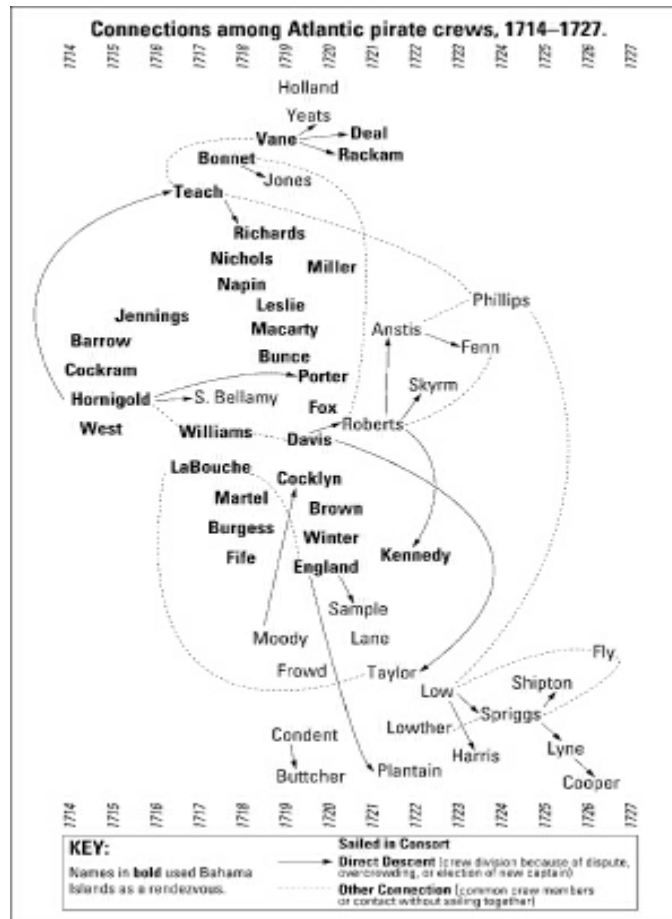 Connections among Atlantic pirate crews, 1714–1727.
1714 1715 1716 1717 1718 1719 1720 1721 1722 1723 1724 1725 1726 1727
Holland
Yeats
Vane
Deal
Rackam
Bonnet
Jones
Teach
Richards
Nichols
Miller
Napin
Phillips
Leslie
Jennings
Anstis
Macarty
Barrow
Fenn
Bunce
Cockram
Porter
Skyrm
Hornigold
S. Bellamy
Fox
Roberts
West
Williams
Davis
LaBouche
Cocklyn
Martel
Brown
Burgess
Winter
Fife
Kennedy
England
Sample
Moody
Lane
Fly
Frowd
Taylor
Shipton
Low
Spriggs
Lowther
Condent
Lyne
Harris
Buttcher
Plantain
Cooper
1714 1715 1716 1717 1718 1719 1720 1721 1722 1723 1724 1725 1726 1727
KEY:
Names in bold used Bahama
Islands as a rendezvous.
Sailed in Consort
Direct Descent (crew division because of dispute,
overcrowding, or election of new captain)
Other Connection (common crew members
or contact without sailing together)